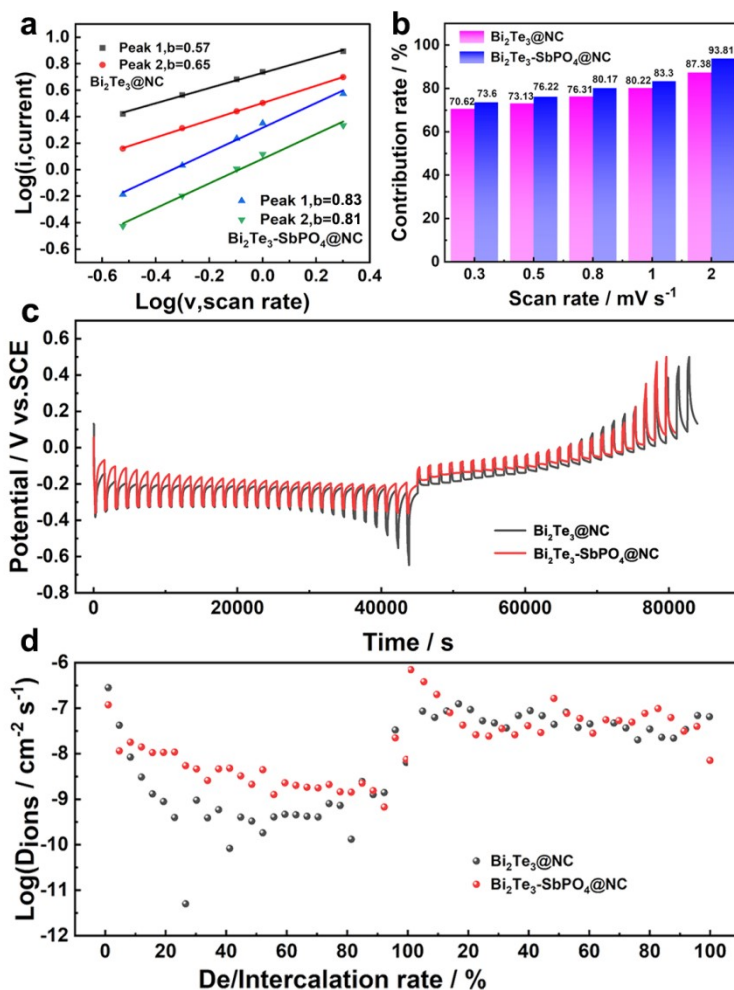 a
Log(i,current)
1.0
0.8
0.6
0.4
0.2
0.0
-0.2
-0.4
-0.6
Peak 1,b=0.57
Peak 2,b=0.65
Bi₂Te₃@NC
Peak 1,b=0.83
Peak 2,b=0.81
Bi₂Te₃-SbPO₄@NC
-0.6 -0.4 -0.2 0.0 0.2 0.4
Log(v,scan rate)
b
Contribution rate / %
100
80
60
40
20
0
Bi₂Te₃@NC
Bi₂Te₃-SbPO₄@NC
70.62 73.6 73.13 76.22 76.31 80.17 80.22 83.3 87.38 93.81
0.3 0.5 0.8 1 2
Scan rate / mV s⁻¹
c
Potential / V vs.SCE
0.6
0.4
0.2
0.0
-0.2
-0.4
-0.6
-0.8
Bi₂Te₃@NC
Bi₂Te₃-SbPO₄@NC
0 20000 40000 60000 80000
Time / s
d
Log(Dions / cm⁻² s⁻¹)
-6
-7
-8
-9
-10
-11
-12
Bi₂Te₃@NC
Bi₂Te₃-SbPO₄@NC
0 20 40 60 80 100 20 40 60 80 100
De/Intercalation rate / %